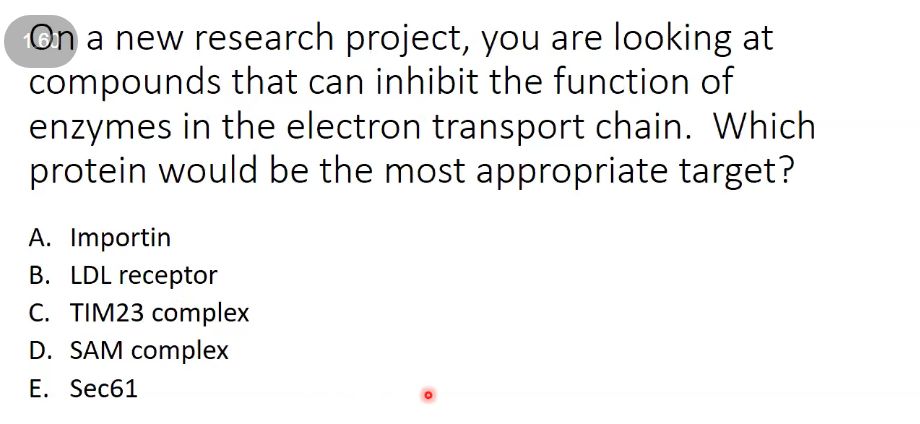 On a new research project, you are looking at
compounds that can inhibit the function of
enzymes in the electron transport chain.  Which
protein would be the most appropriate target?
A. Importin
B. LDL receptor
C. TIM23 complex
D. SAM complex
E. Sec61